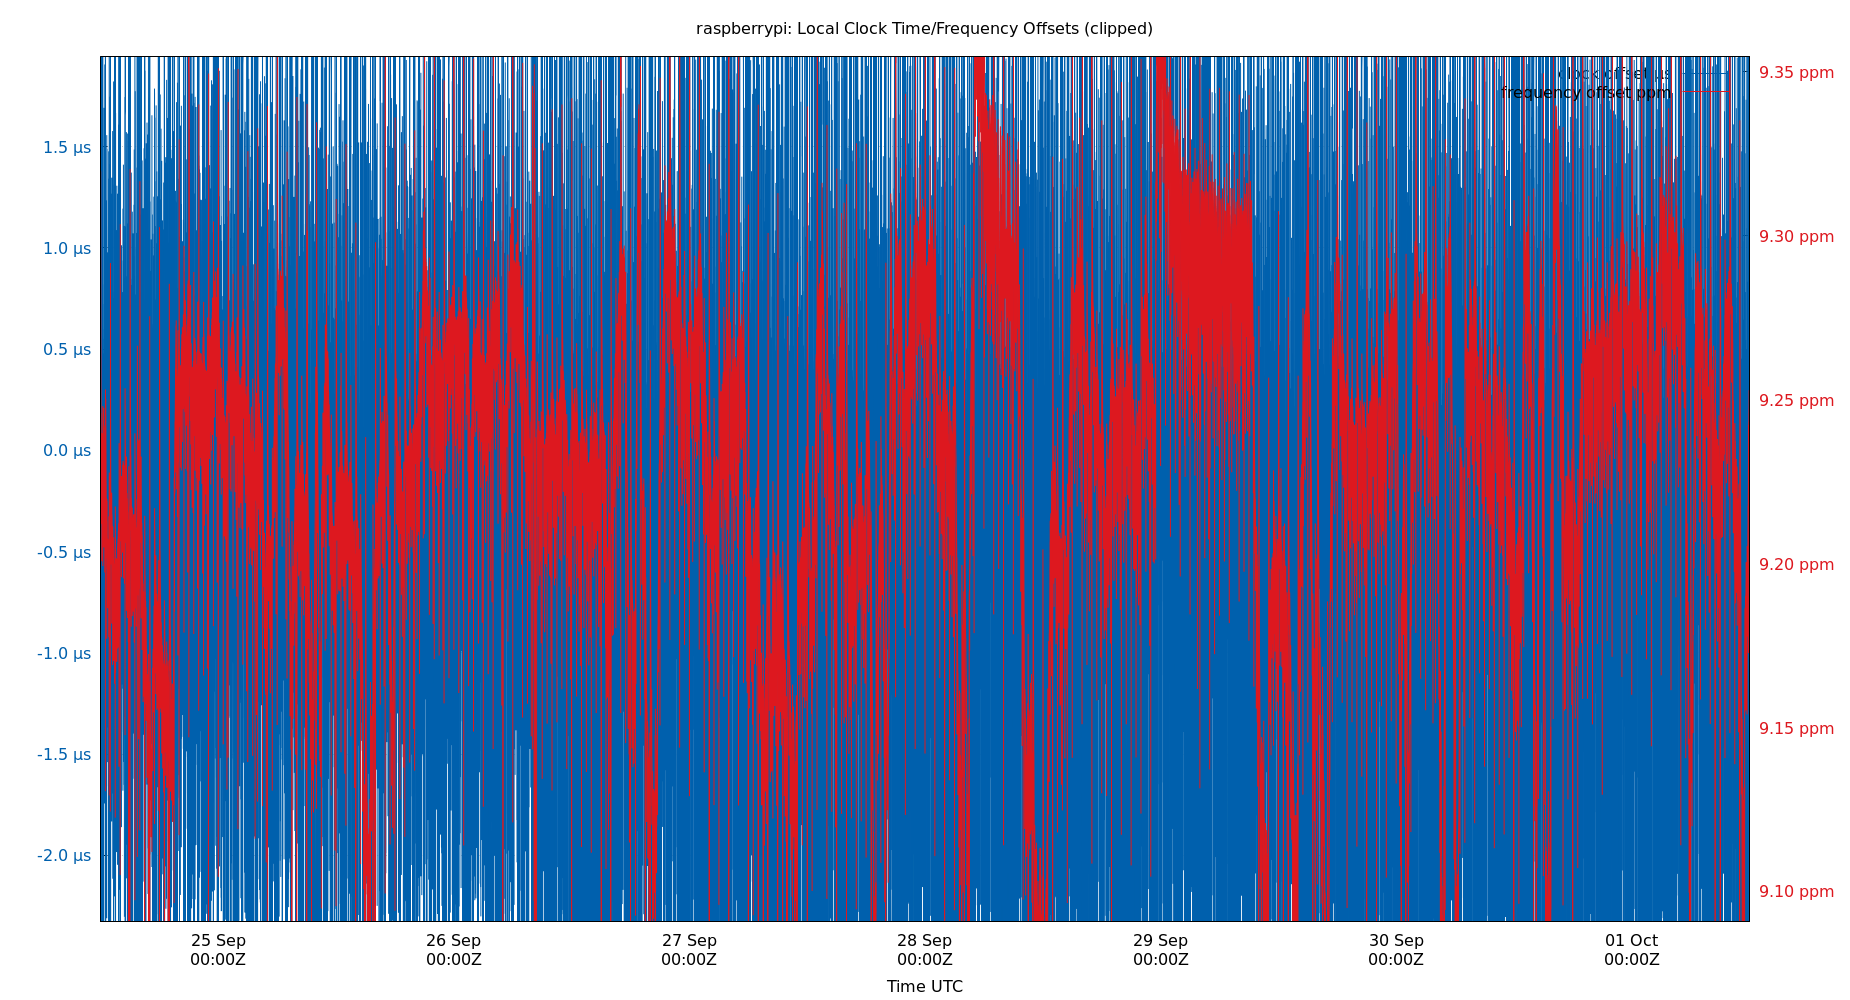 raspberrypi: Local Clock Time/Frequency Offsets (clipped)
clock offset µs
frequency offset ppm
1.5 µs
1.0 µs
0.5 µs
0.0 µs
-0.5 µs
-1.0 µs
-1.5 µs
-2.0 µs
9.35 ppm
9.30 ppm
9.25 ppm
9.20 ppm
9.15 ppm
9.10 ppm
25 Sep 26 Sep 27 Sep 28 Sep 29 Sep 30 Sep 01 Oct
00:00Z 00:00Z 00:00Z 00:00Z 00:00Z 00:00Z 00:00Z
Time UTC